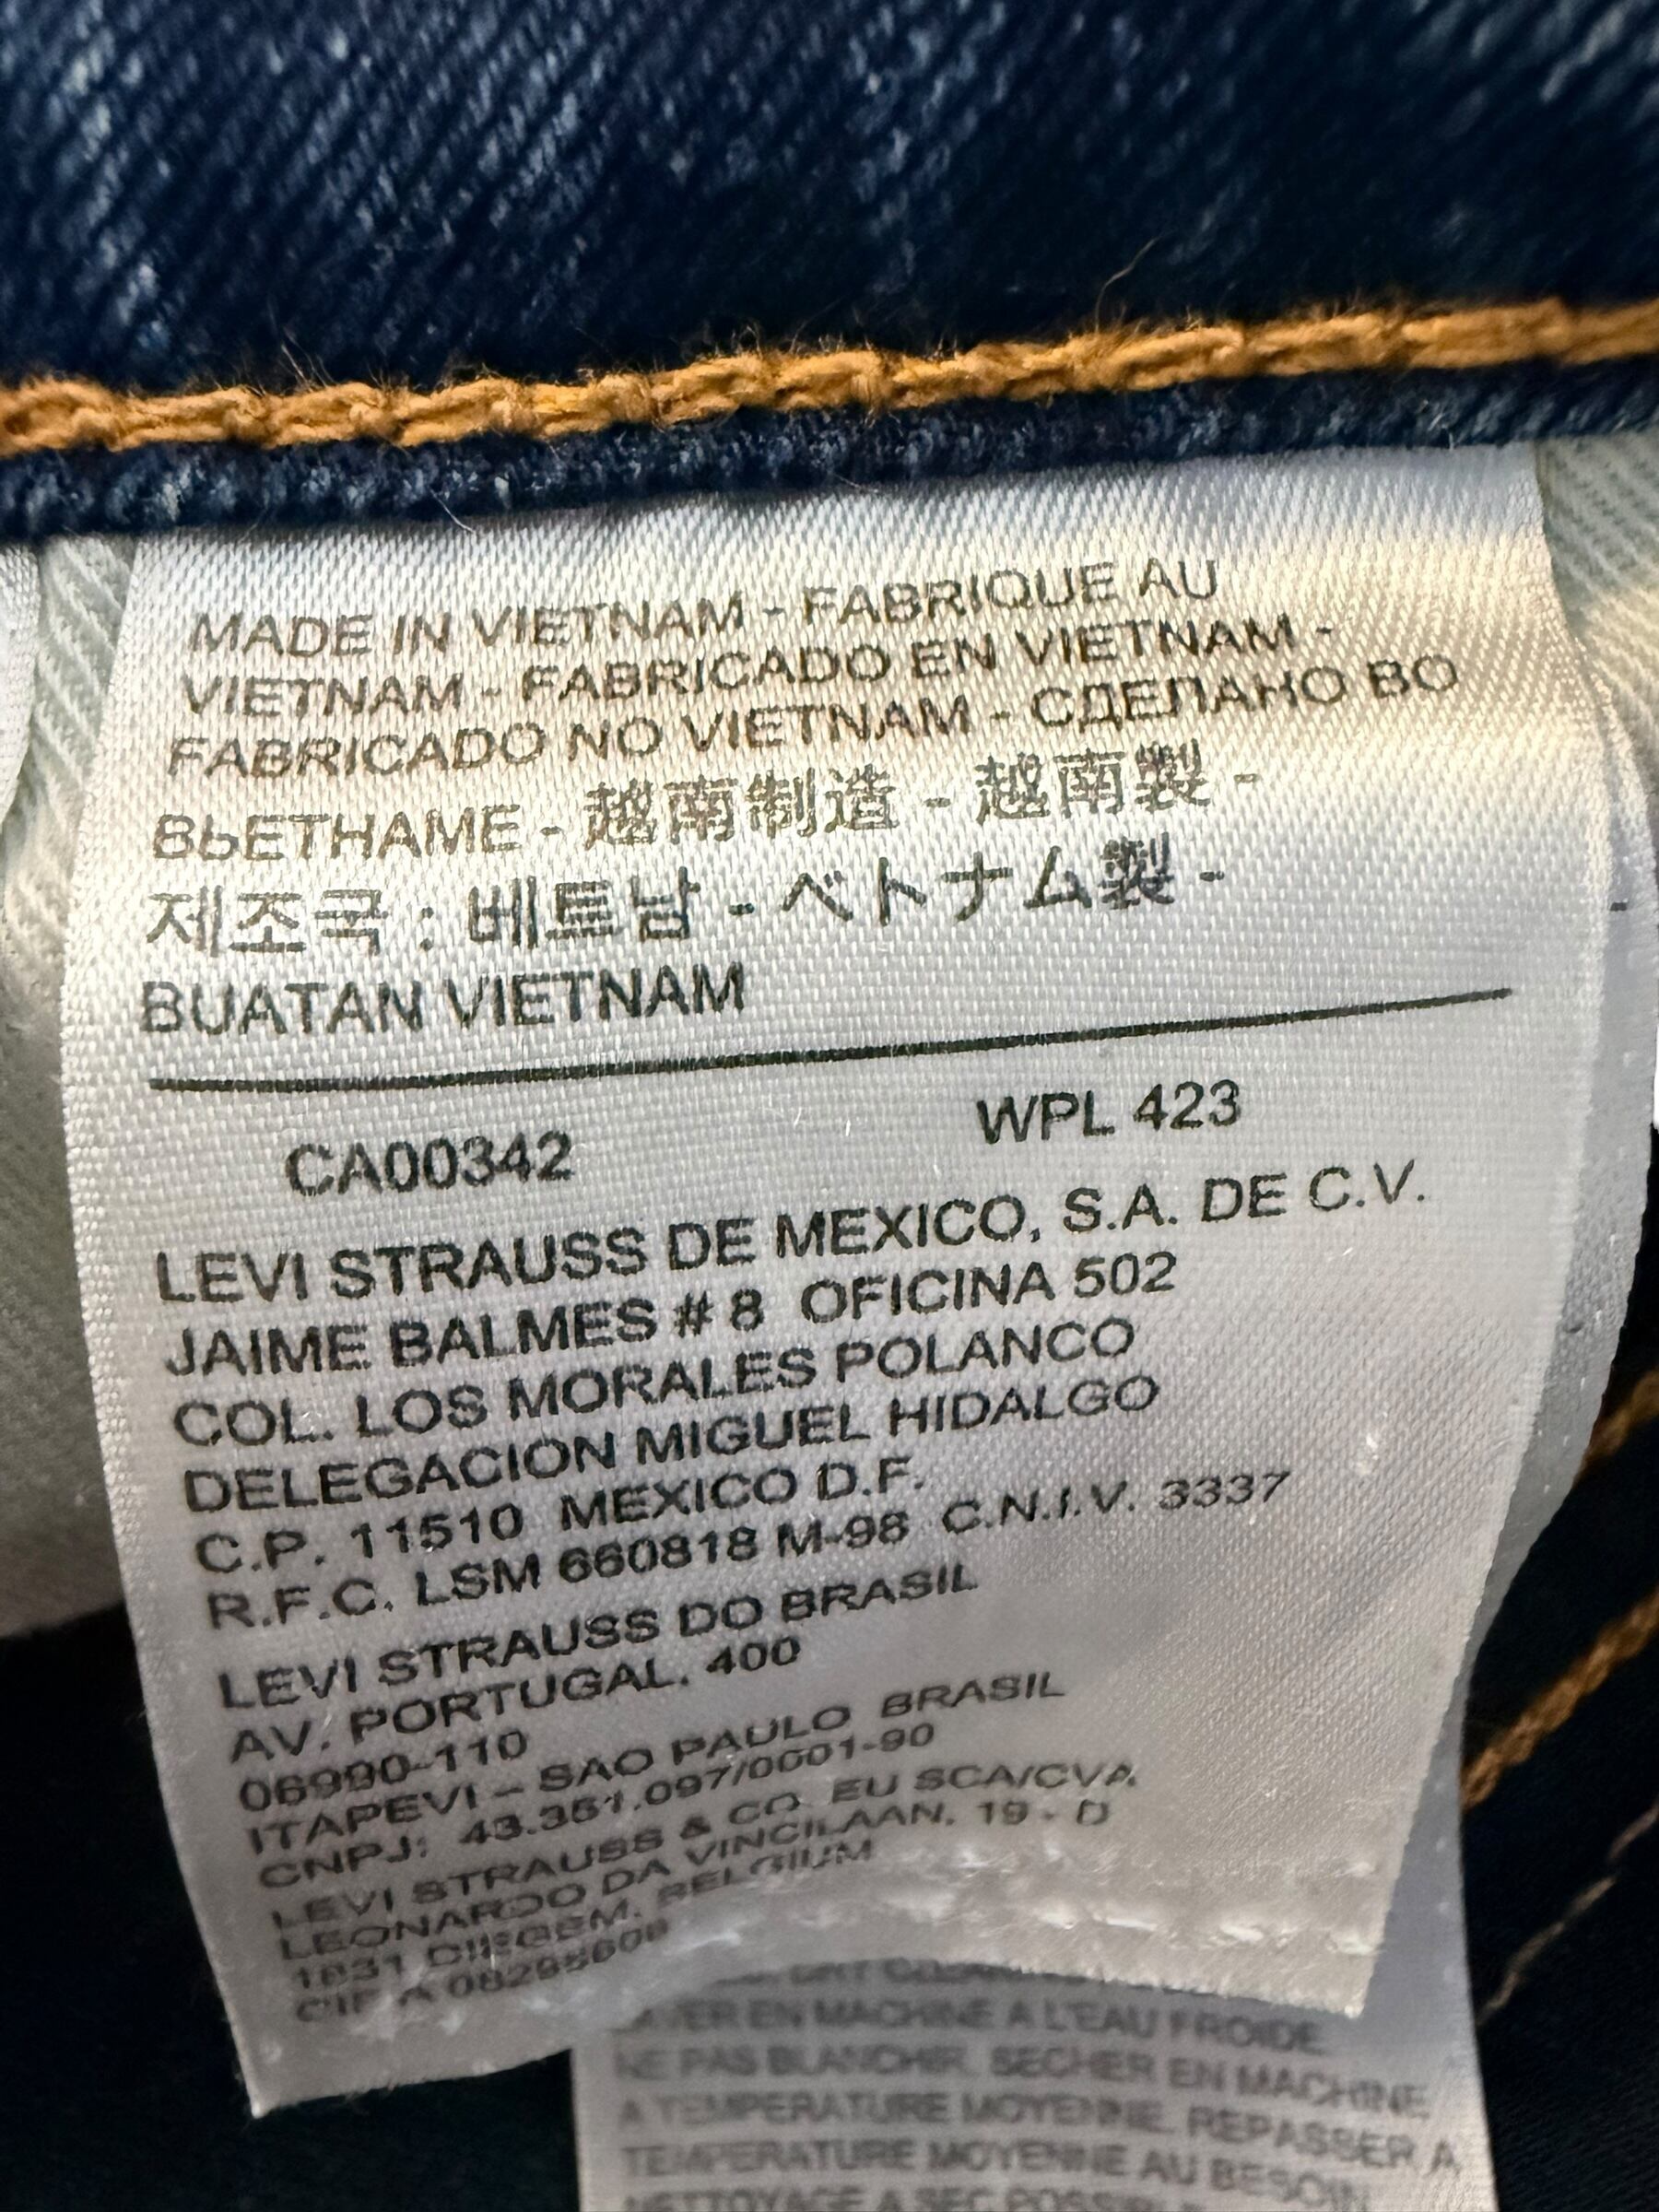 MADE IN VIETNAM - FABRIQUE AU
VIETNAM - FABRICADO EN VIETNAM -
FABRICADO NO VIETNAM - СДЕЛАНО ВО
ВЬЕТНАМЕ - 越南制造 - 越南製 -
제조국 : 베트남 - ベトナム製 -
BUATAN VIETNAM
CA00342 WPL 423
LEVI STRAUSS DE MEXICO, S.A. DE C.V.
JAIME BALMES # 8 OFICINA 502
COL. LOS MORALES POLANCO
DELEGACION MIGUEL HIDALGO
C.P. 11510 MEXICO D.F.
R.F.C. LSM 660818 M-98 C.N.I.V. 3337
LEVI STRAUSS DO BRASIL
AV. PORTUGAL, 400
06990-110
ITAPEVI – SAO PAULO BRASIL
CNPJ: 43.351.097/0001-90
LEVI STRAUSS & CO. EU SCA/CVA
LEONARDO DA VINCILAAN, 19 - D
1831 DIEGEM, BELGIUM
EN MACHINE A L'EAU FROIDE
NE PAS BLANCHIR, SECHER EN MACHINE
A TEMPERATURE MOYENNE, REPASSER A
TEMPERATURE MOYENNE AU BESOIN
NETTOYAGE A SEC